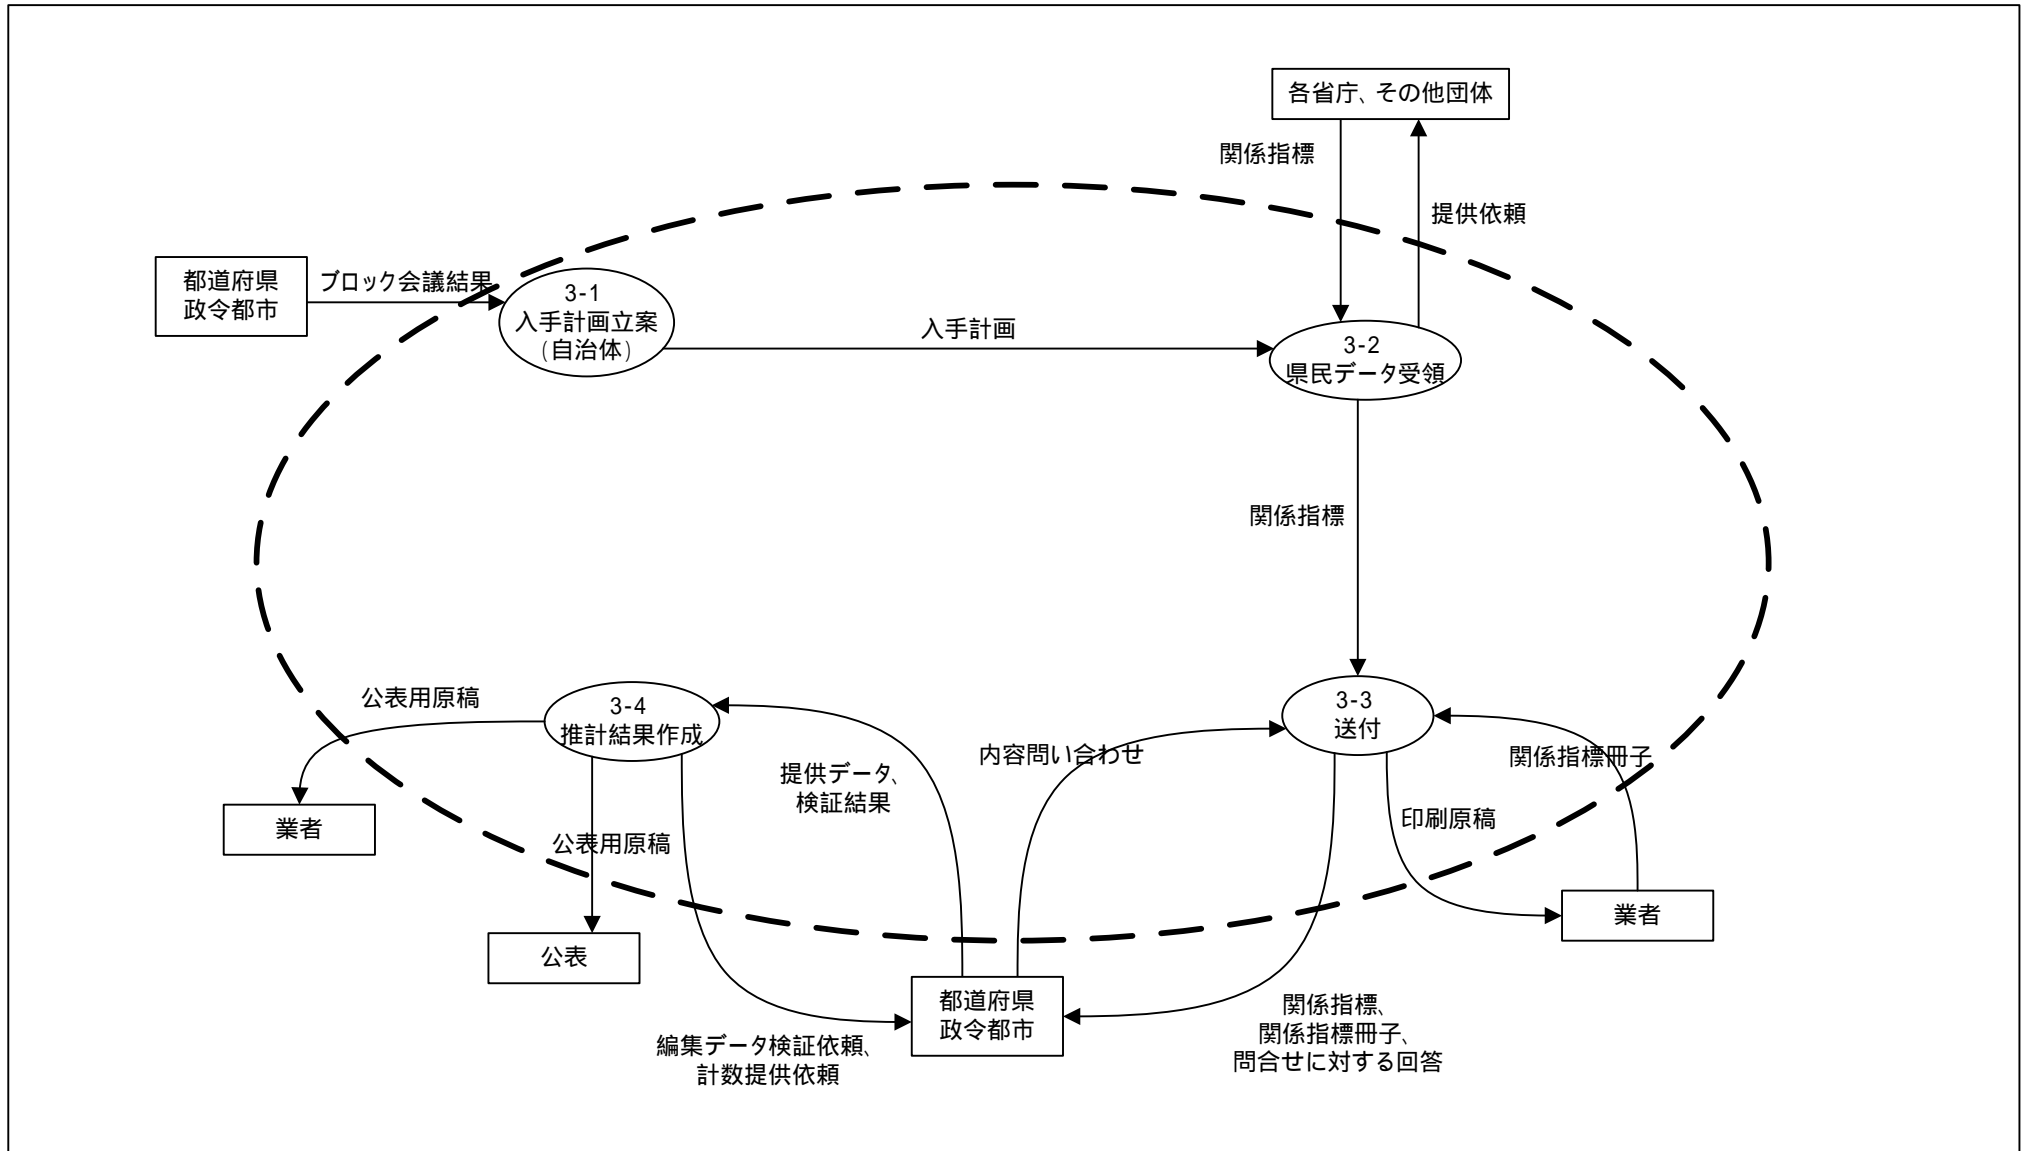 各省庁、その他団体
関係指標
提供依頼
都道府県
政令都市
ブロック会議結果
3-1
入手計画立案
(自治体)
入手計画
3-2
県民データ受領
関係指標
公表用原稿
3-4
推計結果作成
3-3
送付
提供データ、
検証結果
内容問い合わせ
関係指標冊子
印刷原稿
業者
公表用原稿
業者
公表
都道府県
政令都市
編集データ検証依頼、
計数提供依頼
関係指標、
関係指標冊子、
問合せに対する回答